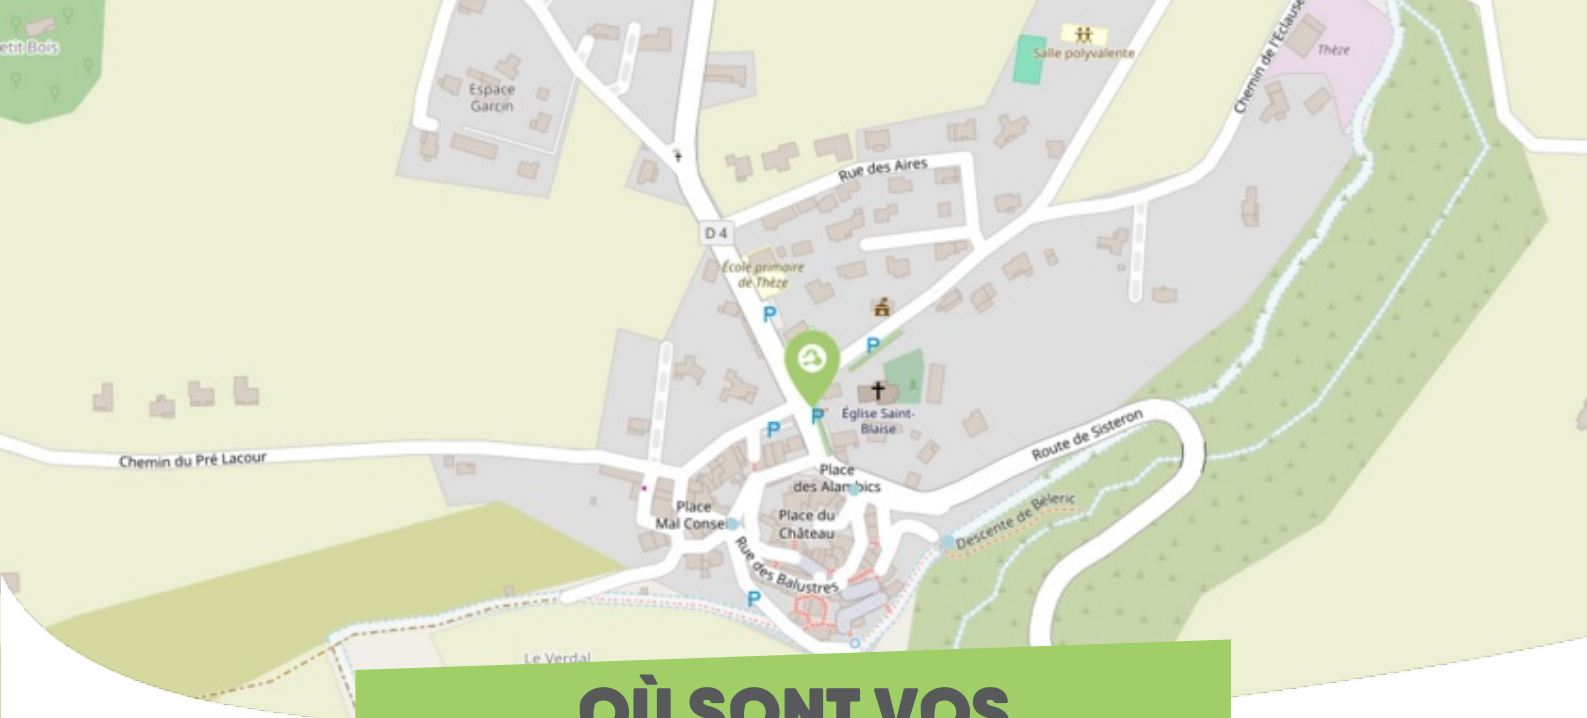 etit Bois
Espace
Garcin
Salle polyvalente
Thèze
Chemin de l'Éclause
Rue des Aires
D 4
École primaire
de Thèze
P
P
P
P
Église Saint-
Blaise
Route de Sisteron
Chemin du Pré Lacour
Place
des Alambics
Place
Mal Conseil
Place du
Château
Descente de Béleric
Rue des Balustres
P
Le Verdal
OÙ SONT VOS